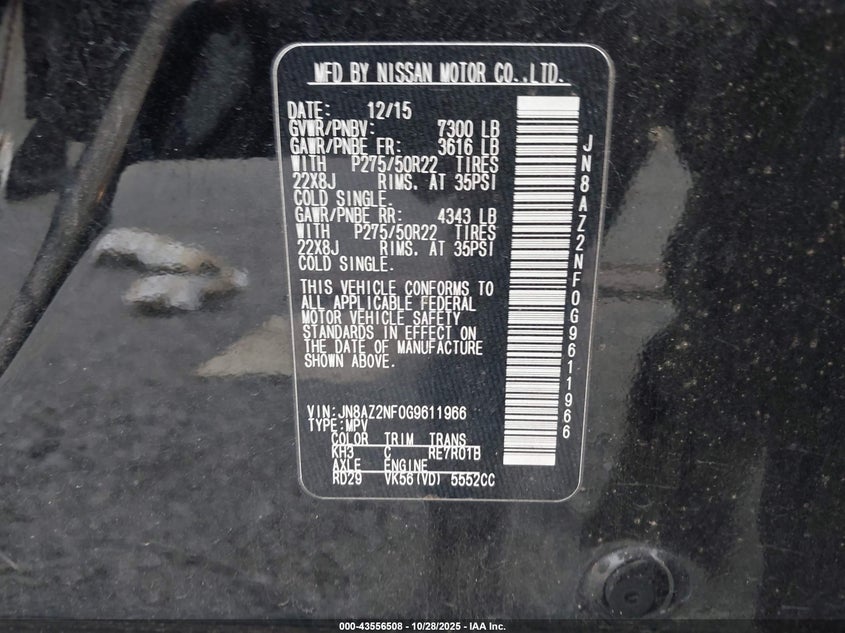 MFD BY NISSAN MOTOR CO.,LTD.
DATE: 12/15
GVWR/PNBV: 7300 LB
GAWR/PNBE FR: 3616 LB
WITH P275/50R22 TIRES
22X8J RIMS. AT 35PSI
COLD SINGLE.
GAWR/PNBE RR: 4343 LB
WITH P275/50R22 TIRES
22X8J RIMS. AT 35PSI
COLD SINGLE.
THIS VEHICLE CONFORMS TO
ALL APPLICABLE FEDERAL
MOTOR VEHICLE SAFETY
STANDARDS IN EFFECT ON
THE DATE OF MANUFACTURE
SHOWN ABOVE.
VIN:JN8AZ2NF0G9611966
TYPE:MPV
COLOR TRIM TRANS
KH3 C RE7R01B
AXLE ENGINE
RD29 VK56(VD) 5552CC
JN8AZ2NF0G9611966
000-43556508 - 10/28/2025 - IAA Inc.